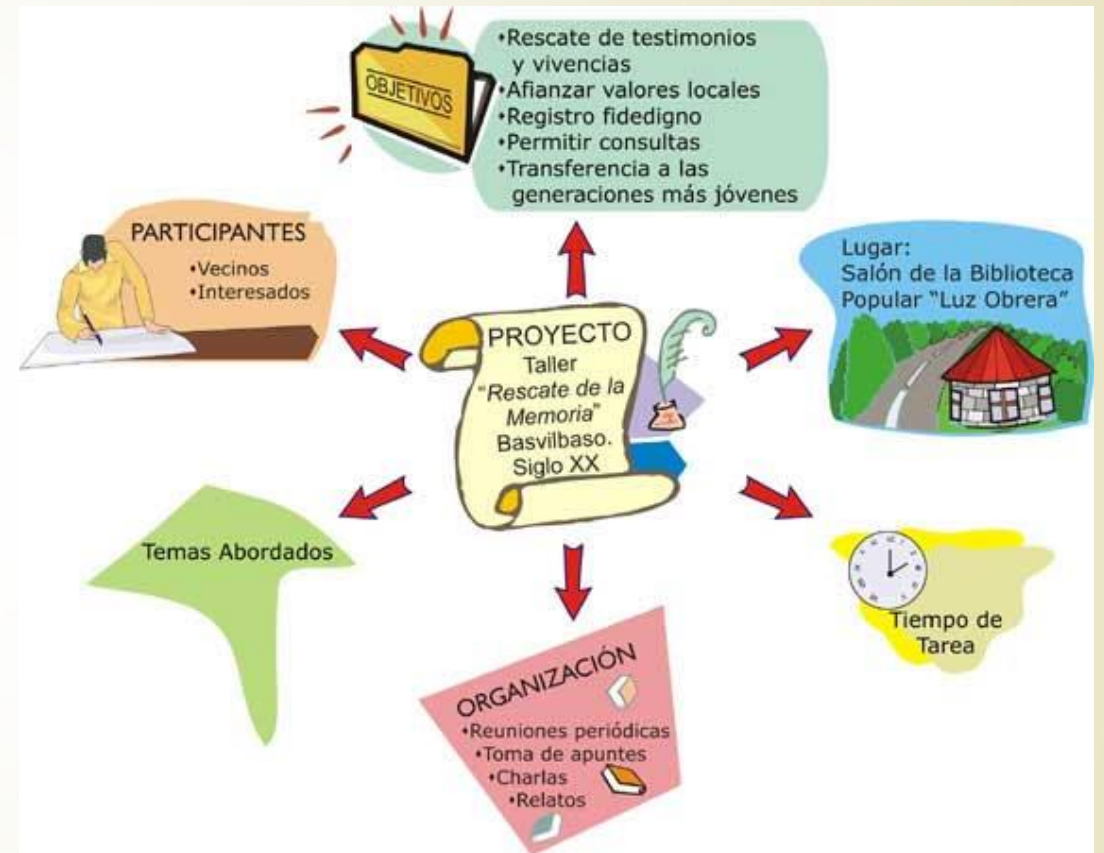 OBJETIVOS
•Rescate de testimonios
y vivencias
•Afianzar valores locales
•Registro fidedigno
•Permitir consultas
•Transferencia a las
generaciones más jóvenes
PARTICIPANTES
•Vecinos
•Interesados
Lugar:
Salón de la Biblioteca
Popular "Luz Obrera"
PROYECTO
Taller
"Rescate de la
Memoria"
Basvilbaso.
Siglo XX
Temas Abordados
Tiempo de
Tarea
ORGANIZACIÓN
•Reuniones periódicas
•Toma de apuntes
•Charlas
•Relatos